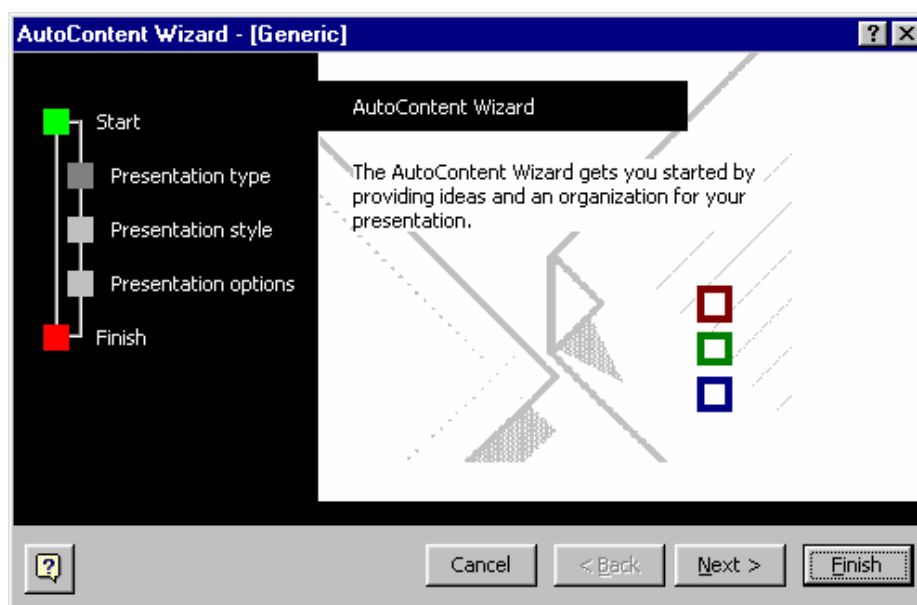 AutoContent Wizard - [Generic]
Start
Presentation type
Presentation style
Presentation options
Finish
AutoContent Wizard
The AutoContent Wizard gets you started by
providing ideas and an organization for your
presentation.
Cancel
< Back
Next >
Finish